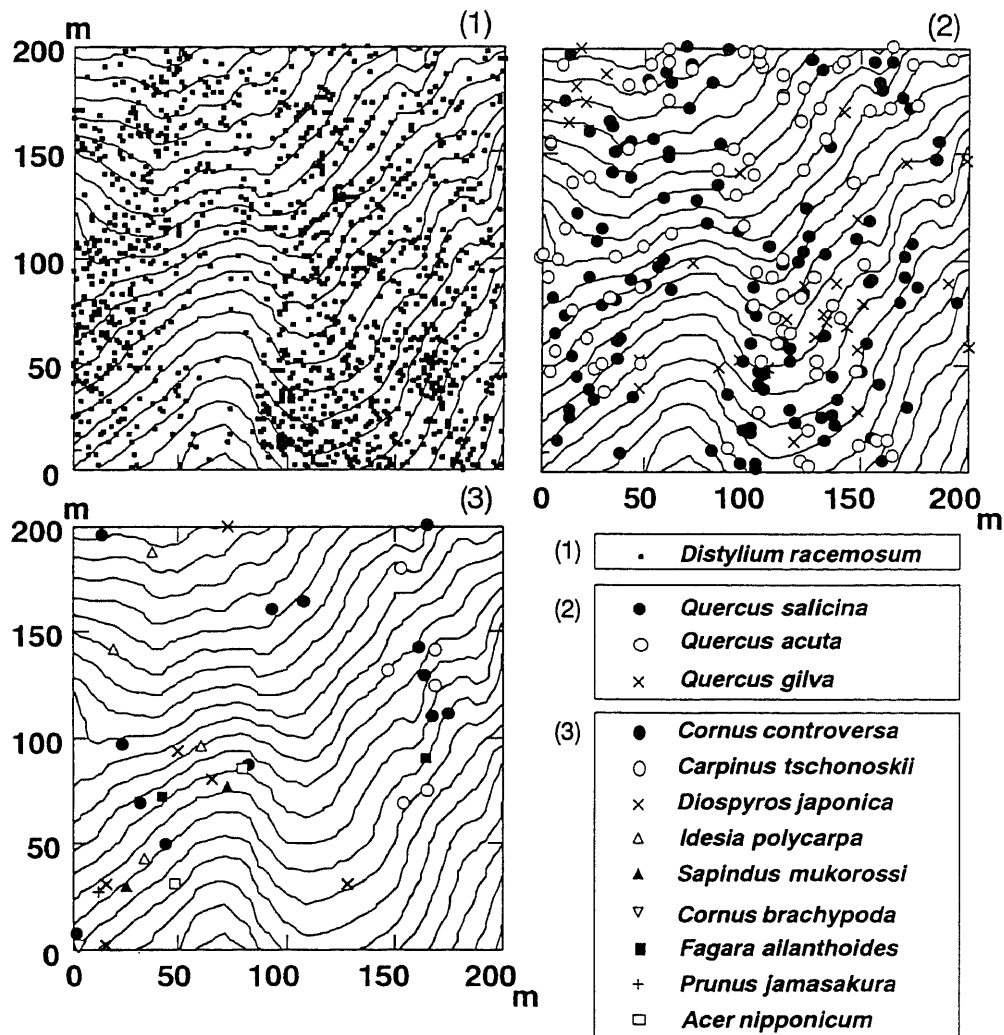 m
(1)
200
150
100
50
0
(2)
0 50 100 150 200
m
m
(3)
200
150
100
50
0
0 50 100 150 200
m
(1)
Distylium racemosum
(2)
Quercus salicina
Quercus acuta
Quercus gilva
(3)
Cornus controversa
Carpinus tschonoskii
Diospyros japonica
Idesia polycarpa
Sapindus mukorossi
Cornus brachypoda
Fagara ailanthoides
Prunus jamasakura
Acer nipponicum